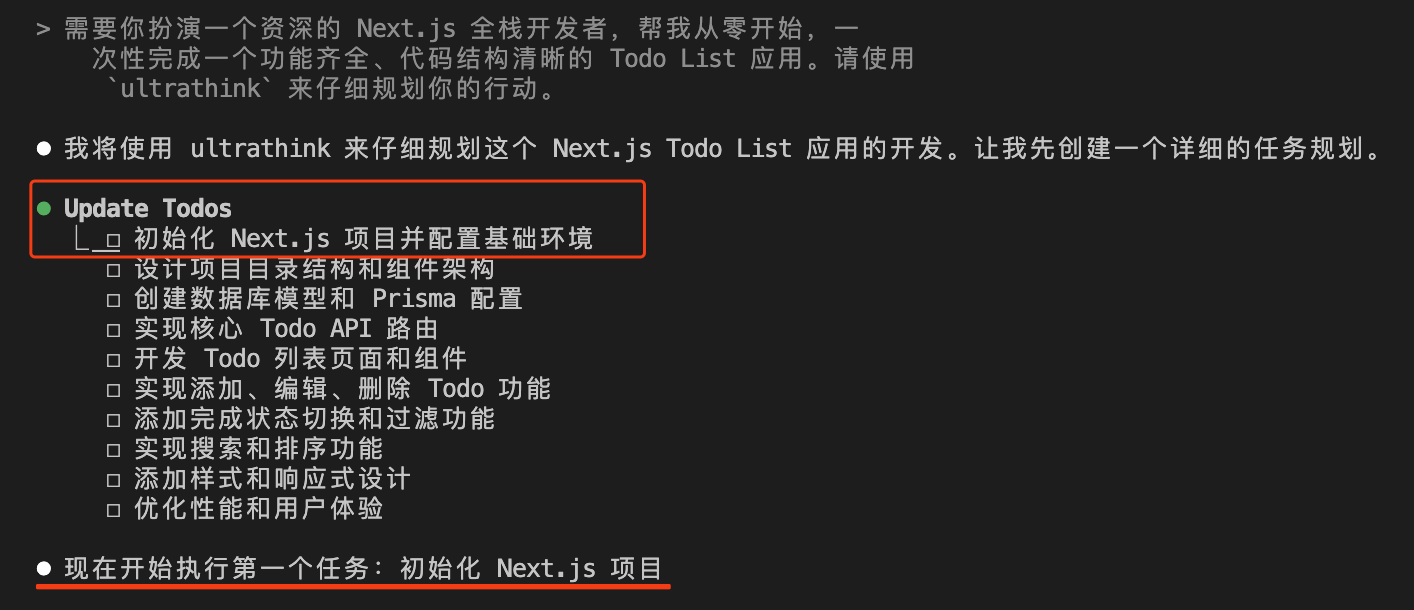 > 需要你扮演一个资深的 Next.js 全栈开发者，帮我从零开始，一
次性完成一个功能齐全、代码结构清晰的 Todo List 应用。请使用
`ultrathink` 来仔细规划你的行动。
● 我将使用 ultrathink 来仔细规划这个 Next.js Todo List 应用的开发。让我先创建一个详细的任务规划。
● Update Todos
⎿ ☐ 初始化 Next.js 项目并配置基础环境
☐ 设计项目目录结构和组件架构
☐ 创建数据库模型和 Prisma 配置
☐ 实现核心 Todo API 路由
☐ 开发 Todo 列表页面和组件
☐ 实现添加、编辑、删除 Todo 功能
☐ 添加完成状态切换和过滤功能
☐ 实现搜索和排序功能
☐ 添加样式和响应式设计
☐ 优化性能和用户体验
● 现在开始执行第一个任务：初始化 Next.js 项目